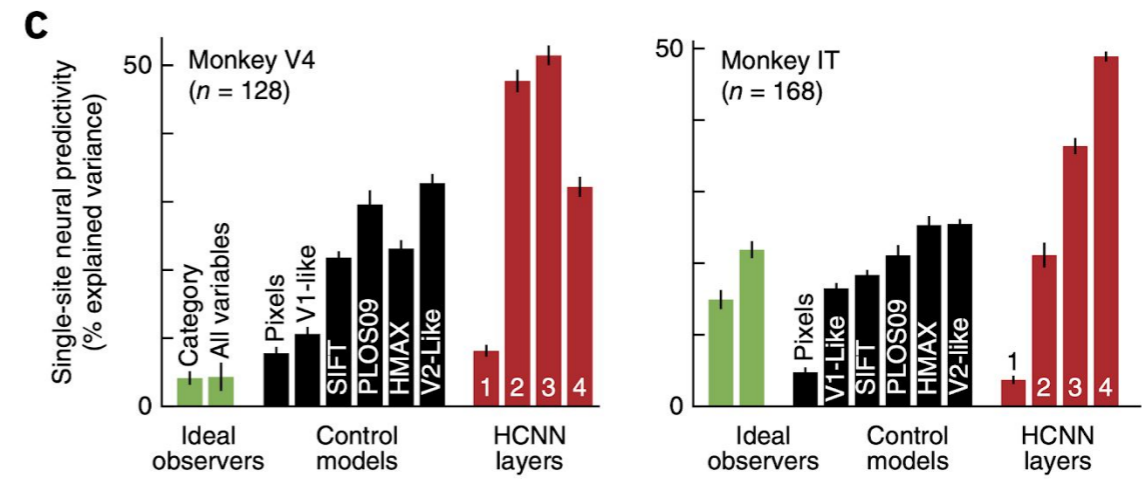 C
Single-site neural predictivity
(% explained variance)
50
0
Monkey V4
(n = 128)
Category
All variables
Pixels
V1-like
SIFT
PLOS09
HMAX
V2-Like
1
2
3
4
Ideal
observers
Control
models
HCNN
layers
50
0
Monkey IT
(n = 168)
Pixels
V1-Like
SIFT
PLOS09
HMAX
V2-like
1
2
3
4
Ideal
observers
Control
models
HCNN
layers